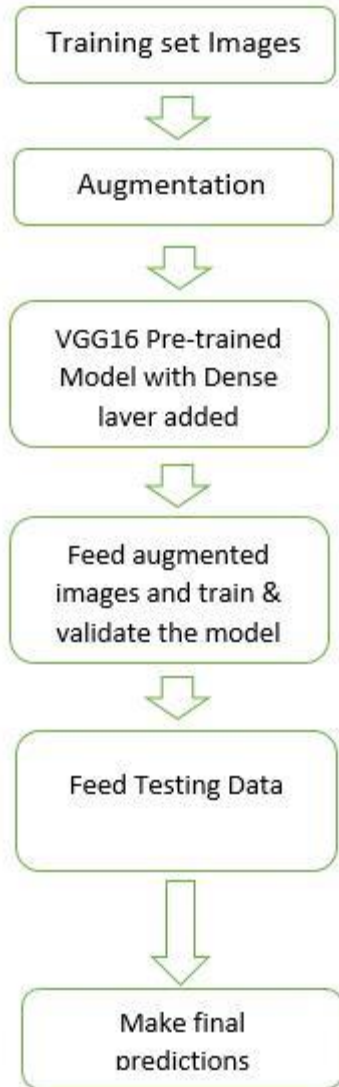 Training set Images
Augmentation
VGG16 Pre-trained
Model with Dense
laver added
Feed augmented
images and train &
validate the model
Feed Testing Data
Make final
predictions